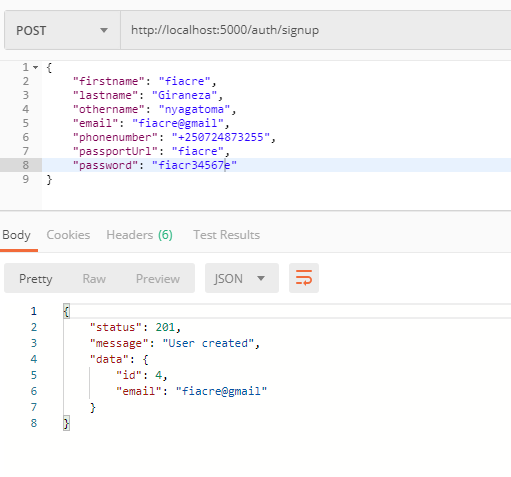 POST http://localhost:5000/auth/signup
1 {
2 "firstname": "fiacre",
3 "lastname": "Giraneza",
4 "othername": "nyagatoma",
5 "email": "fiacre@gmail",
6 "phonenumber": "+250724873255",
7 "passportUrl": "fiacre",
8 "password": "fiacr34567e"
9 }
Body Cookies Headers (6) Test Results
Pretty Raw Preview JSON
1 {
2 "status": 201,
3 "message": "User created",
4 "data": {
5 "id": 4,
6 "email": "fiacre@gmail"
7 }
8 }